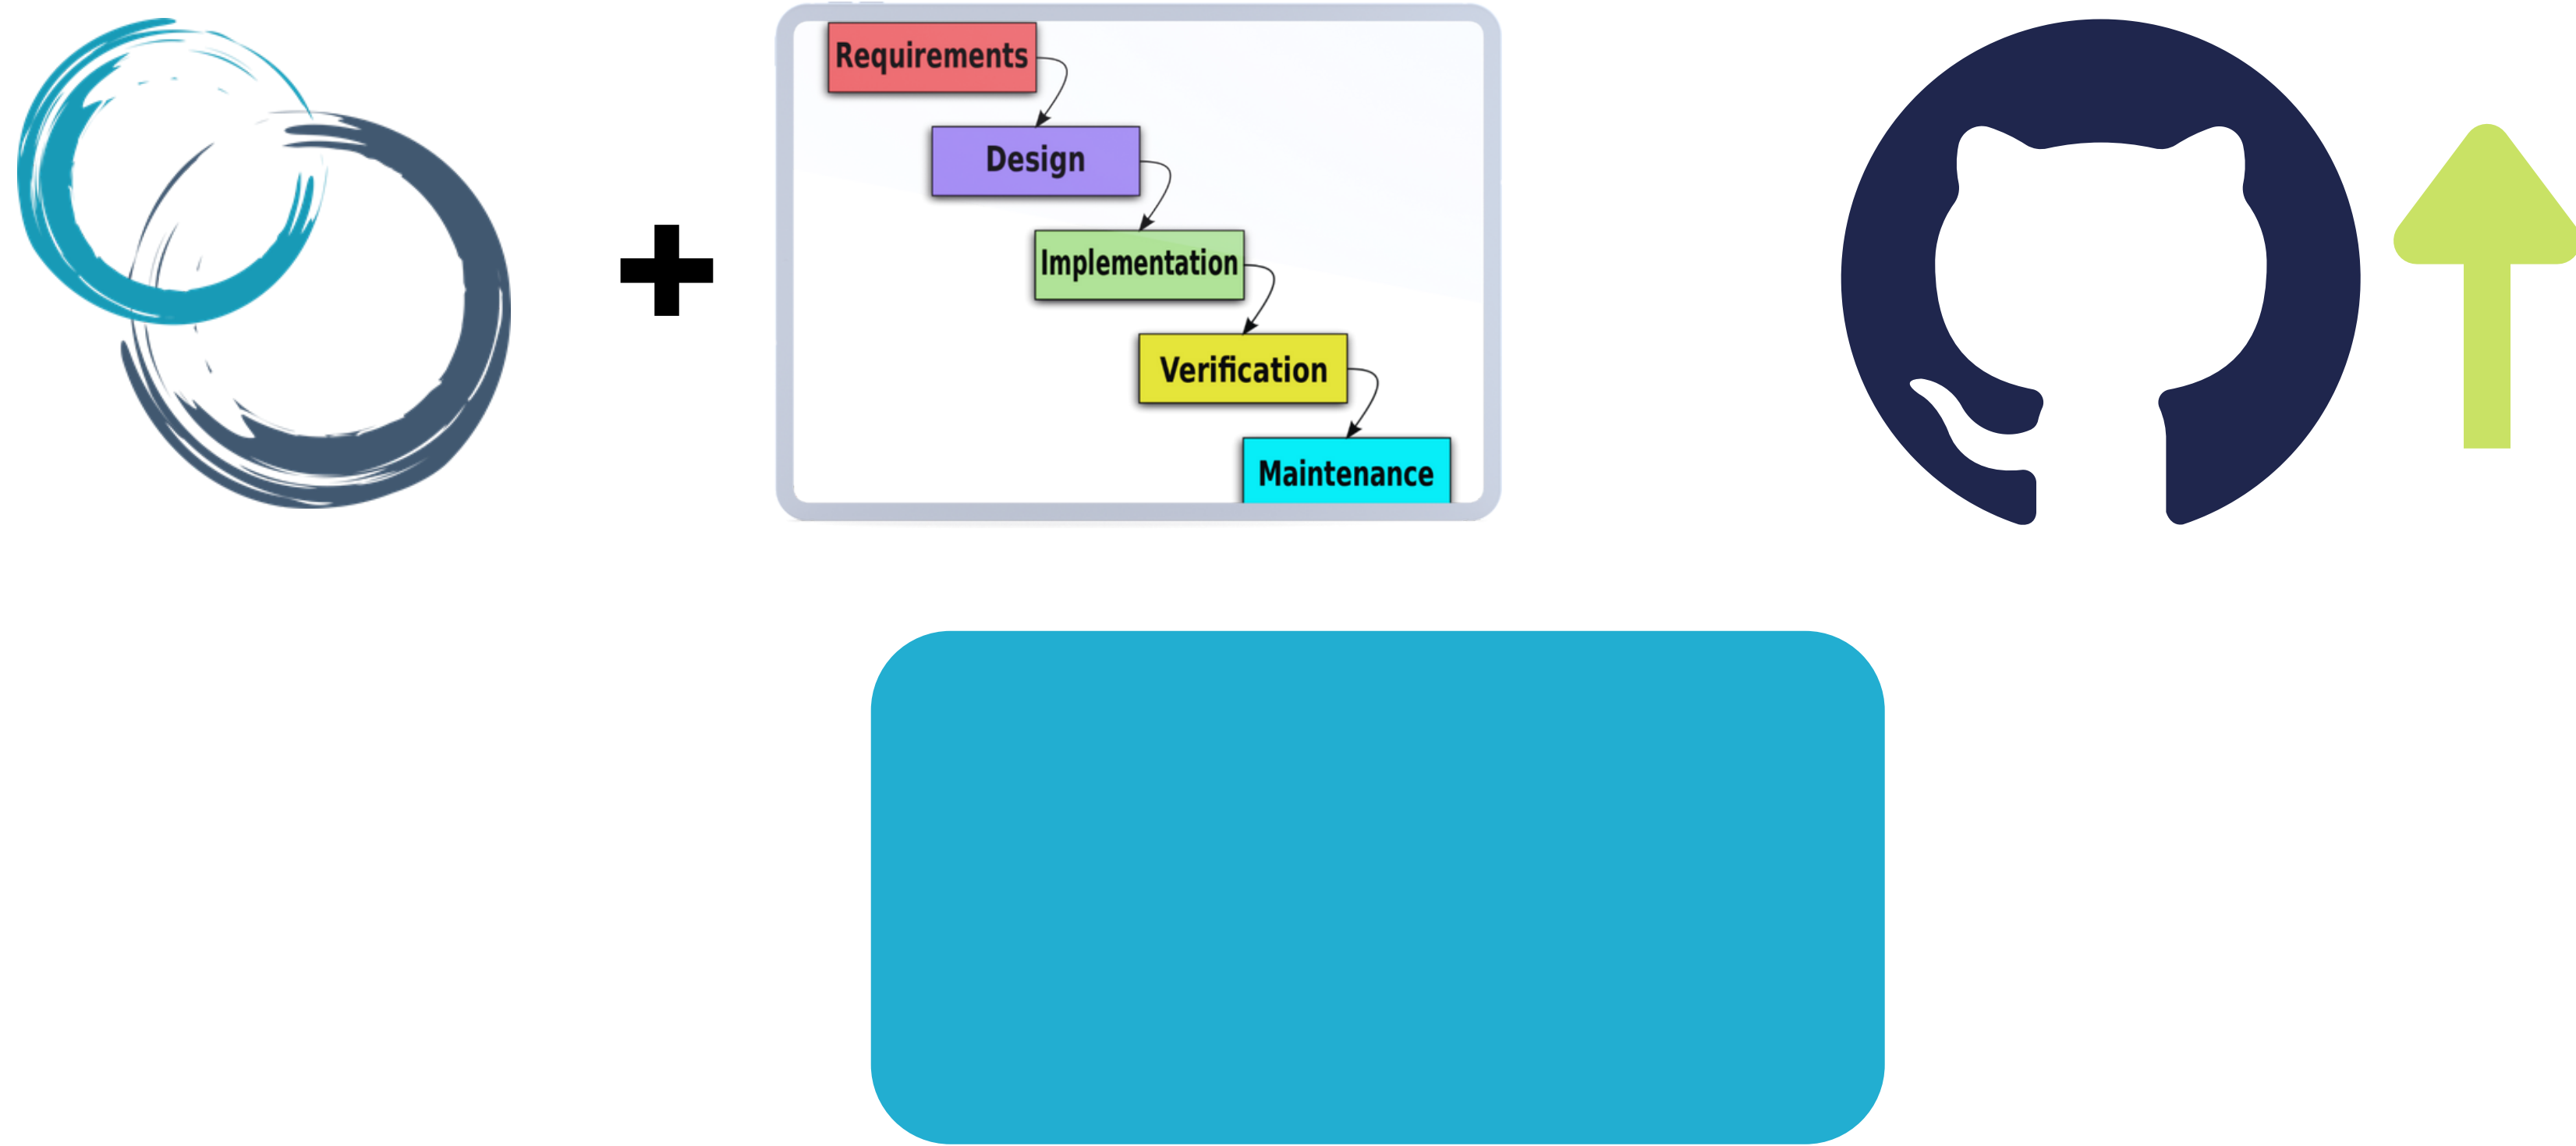 Requirements
Design
Implementation
Verification
Maintenance